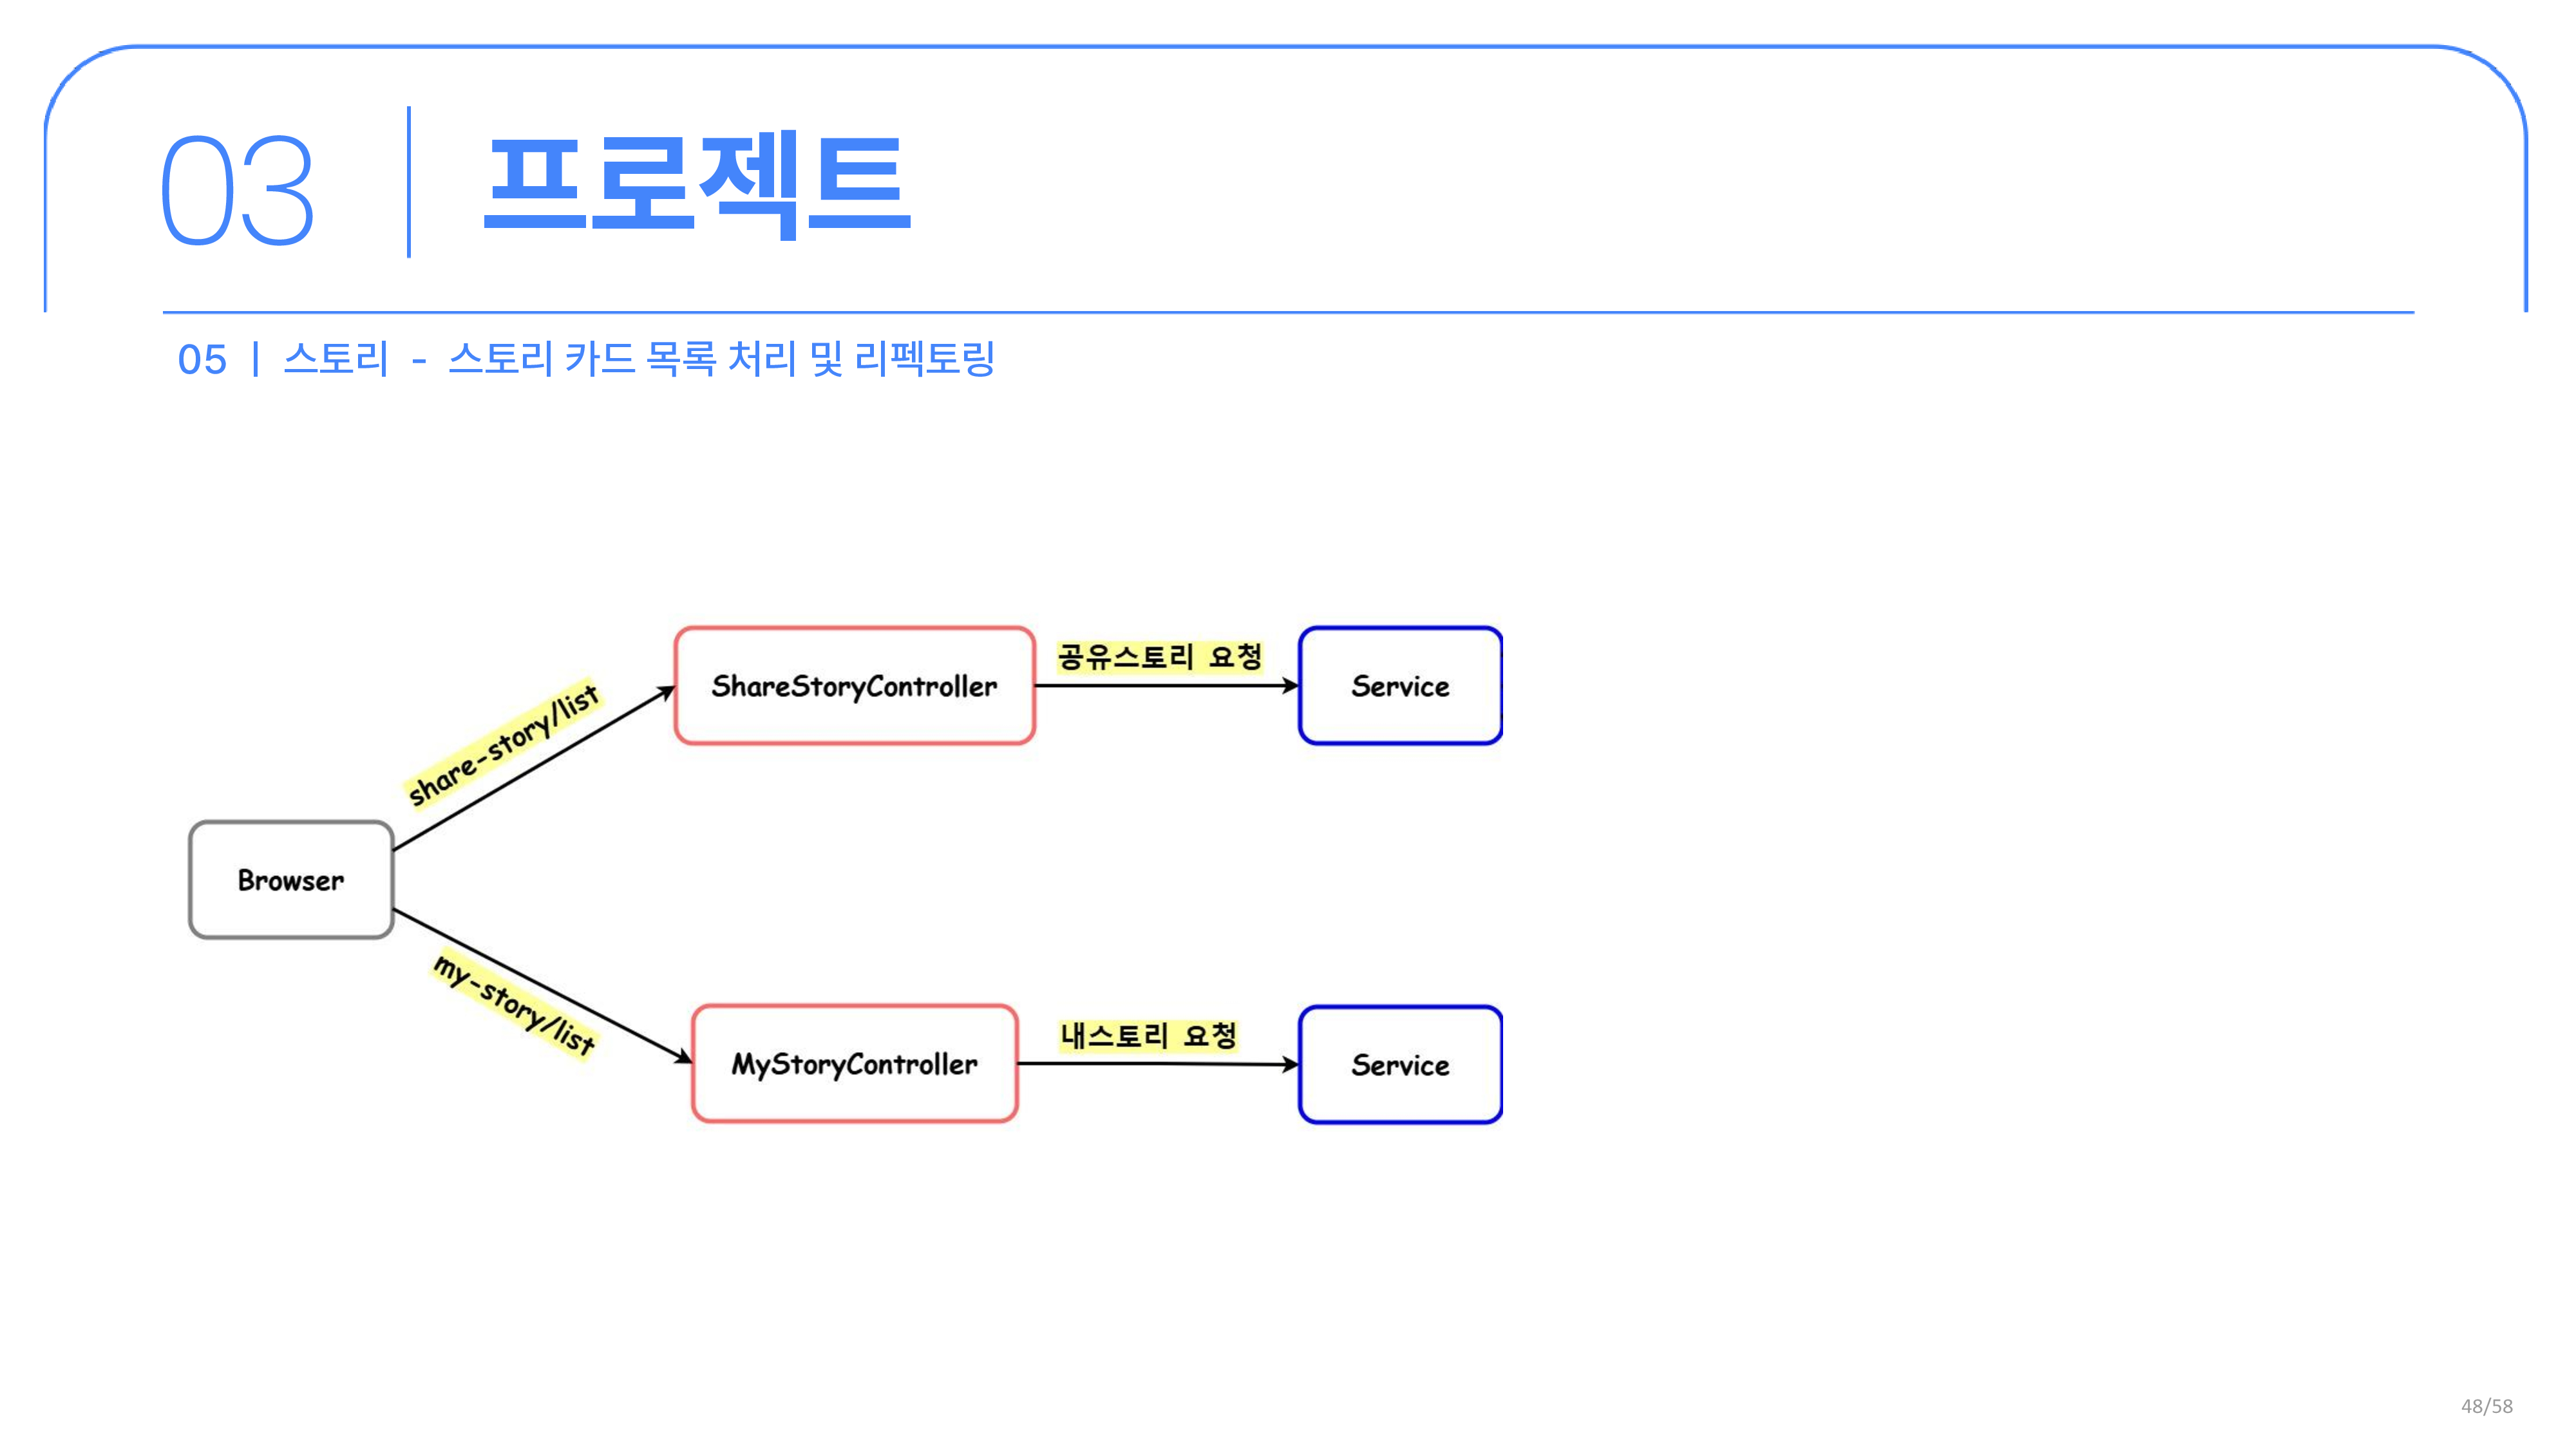 03
프로젝트
05 | 스토리 - 스토리 카드 목록 처리 및 리펙토링
share-story/list
ShareStoryController
공유스토리 요청
Service
Browser
my-story/list
MyStoryController
내스토리 요청
Service
48/58